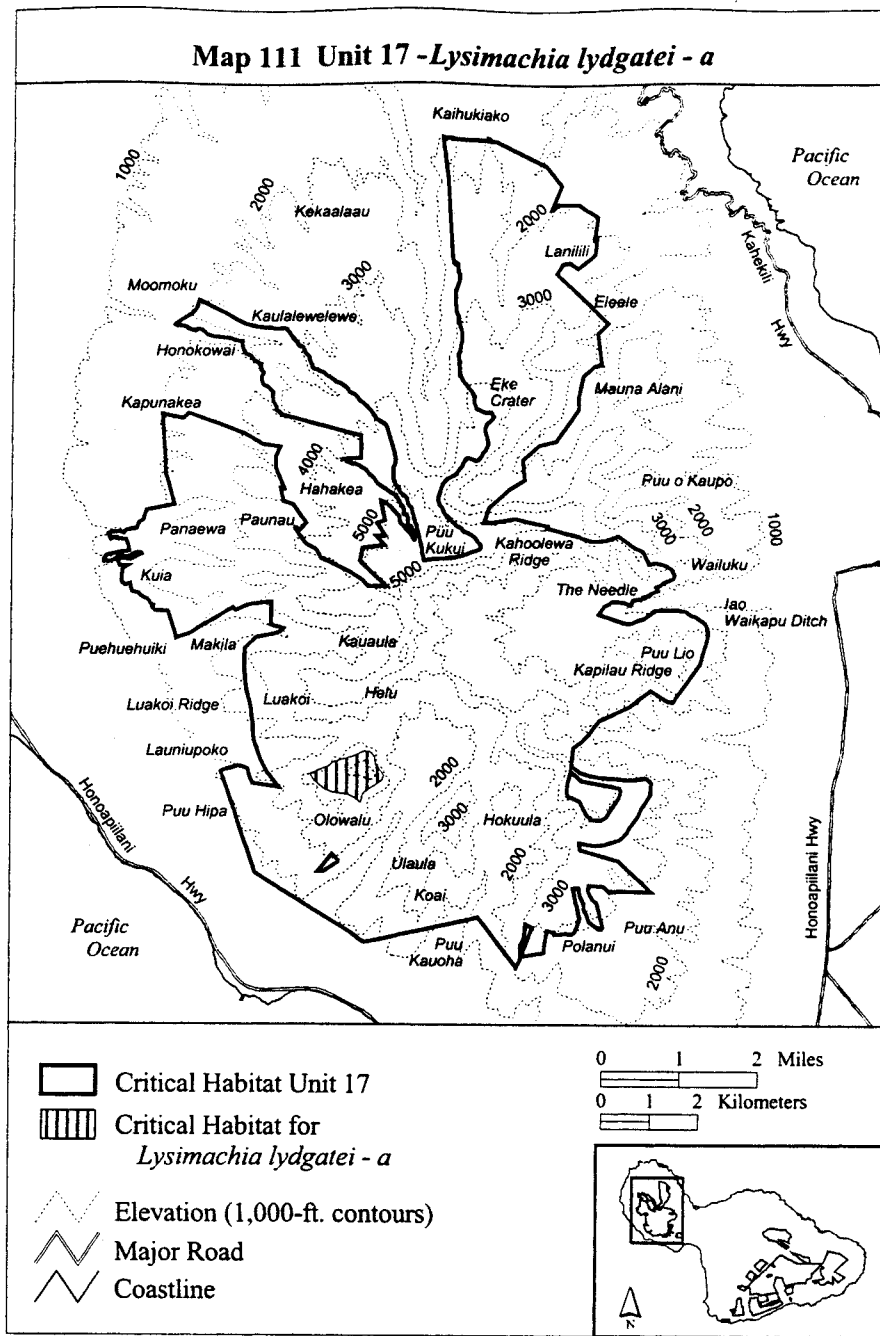 Map 111 Unit 17 -Lysimachia lydgatei - a
Kaihukiako
Pacific
Ocean
1000
2000
Kekaalaau
2000
Lanilili
Kahekili
Hwy
3000
Moomoku
Kaulalewelewe
3000
Eleele
Honokowai
Eke
Crater
Mauna Alani
Kapunakea
4000
Hahakea
Puu o Kaupo
Panaewa
Paunau
5000
Puu
Kukui
Kahoolewa
Ridge
3000
2000
1000
Wailuku
Kuia
5000
The Needle
Iao
Waikapu Ditch
Puehuehuiki
Makila
Kauaula
Puu Lio
Kapilau Ridge
Luakoi Ridge
Luakoi
Helu
Launiupoko
2000
Honoapiilani
Hwy
Puu Hipa
Olowalu
3000
Hokuula
Ulaula
2000
Koai
3000
Honoapiilani Hwy
Pacific
Ocean
Puu
Kauoha
Polanui
Puu Anu
2000
Critical Habitat Unit 17
Critical Habitat for
Lysimachia lydgatei - a
Elevation (1,000-ft. contours)
Major Road
Coastline
0 1 2 Miles
0 1 2 Kilometers
N